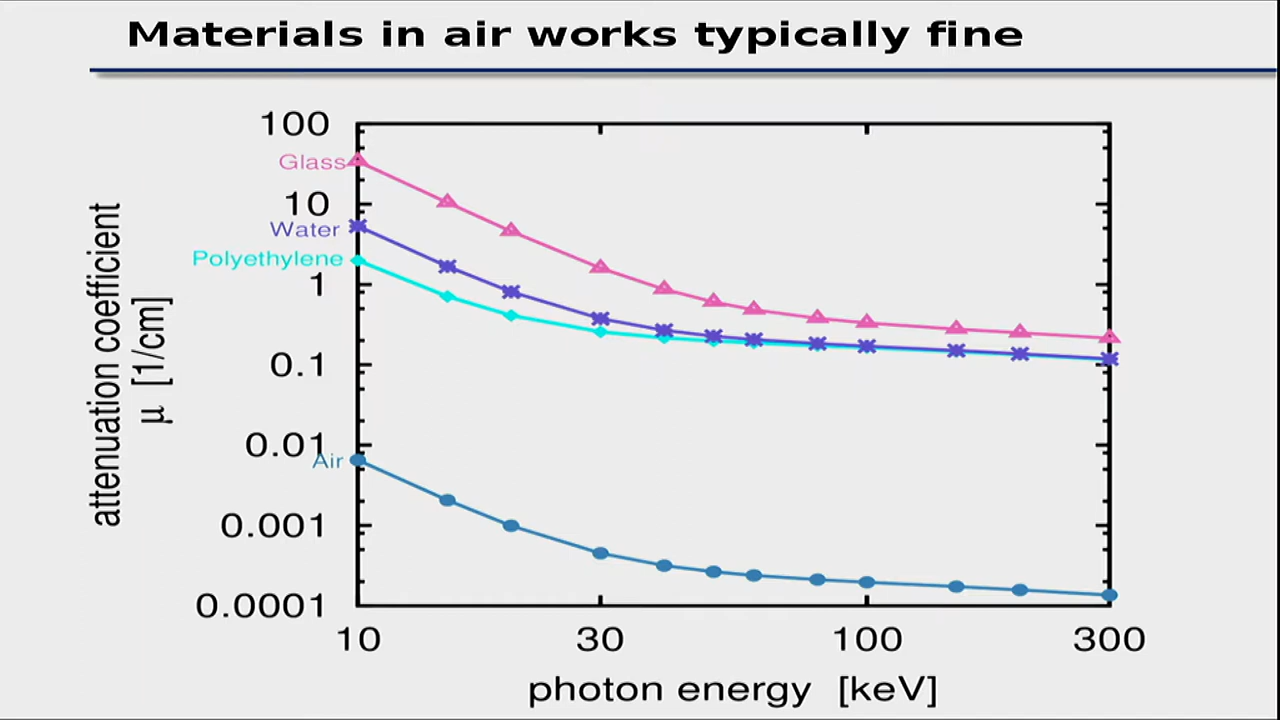 Materials in air works typically fine
100
Glass
10
Water
Polyethylene
1
0.1
0.01
Air
0.001
0.0001
attenuation coefficient
μ [1/cm]
10 30 100 300
photon energy [keV]